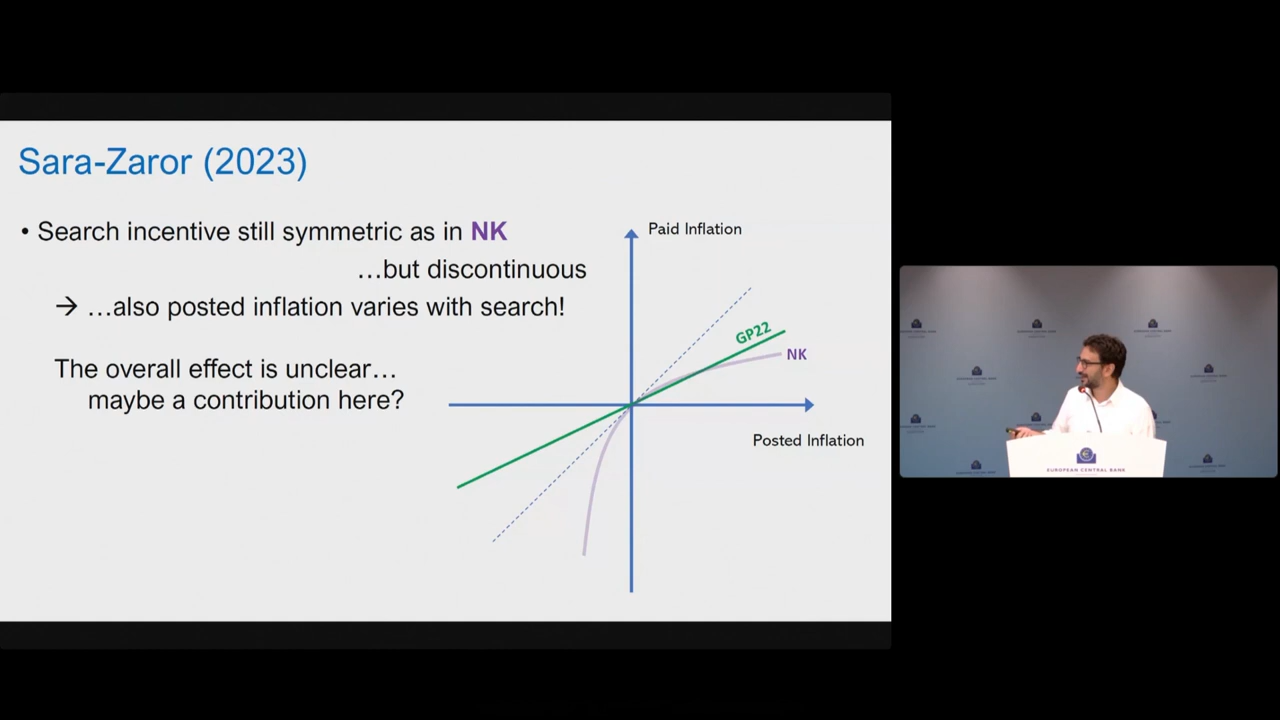 Sara-Zaror (2023)
• Search incentive still symmetric as in NK
…but discontinuous
→ …also posted inflation varies with search!
The overall effect is unclear…
maybe a contribution here?
Paid Inflation
GP22
NK
Posted Inflation
EUROPEAN CENTRAL BANK